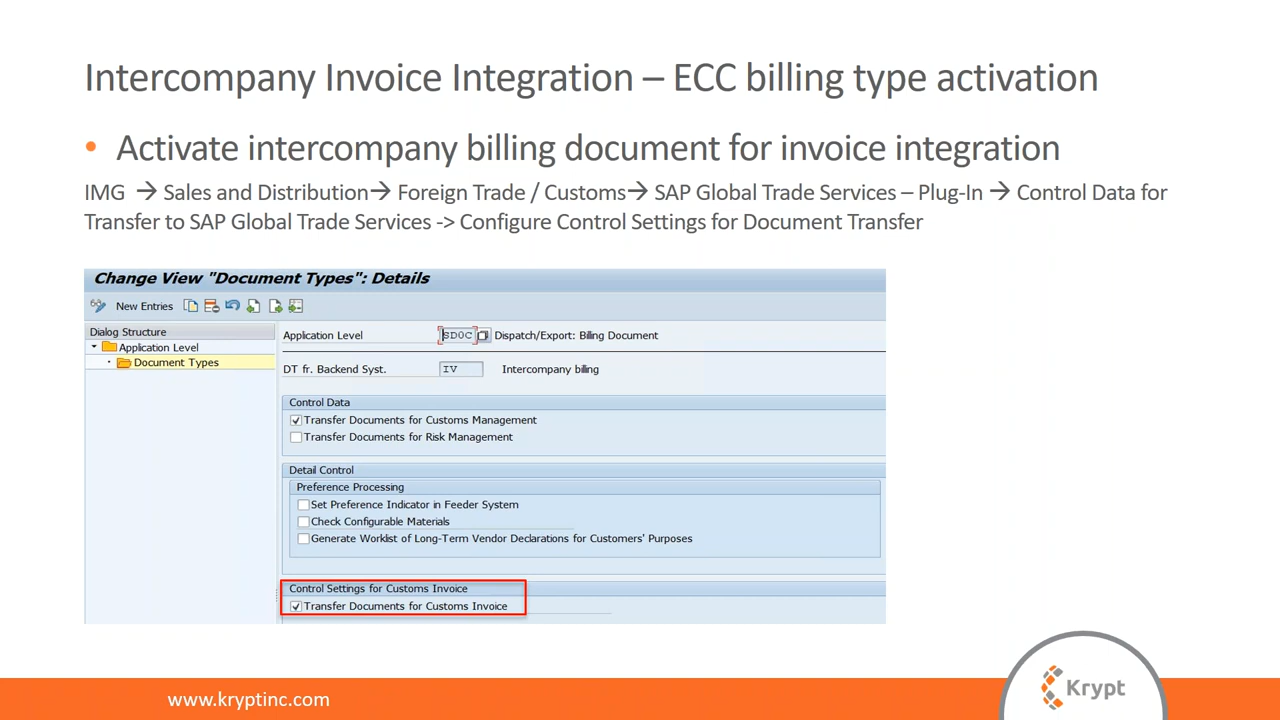 Intercompany Invoice Integration – ECC billing type activation
• Activate intercompany billing document for invoice integration
IMG → Sales and Distribution→ Foreign Trade / Customs→ SAP Global Trade Services – Plug-In → Control Data for
Transfer to SAP Global Trade Services -> Configure Control Settings for Document Transfer
Change View "Document Types": Details
New Entries
Dialog Structure
Application Level
Document Types
Application Level SD0C Dispatch/Export: Billing Document
DT fr. Backend Syst. IV Intercompany billing
Control Data
Transfer Documents for Customs Management
Transfer Documents for Risk Management
Detail Control
Preference Processing
Set Preference Indicator in Feeder System
Check Configurable Materials
Generate Worklist of Long-Term Vendor Declarations for Customers' Purposes
Control Settings for Customs Invoice
Transfer Documents for Customs Invoice
www.kryptinc.com
Krypt